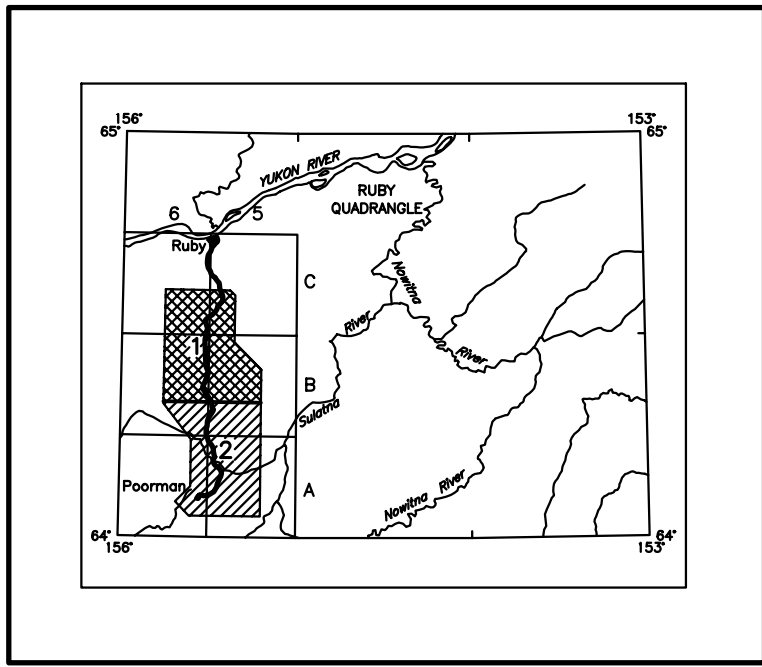 156°
153°
65°
65°
YUKON RIVER
RUBY
QUADRANGLE
6
5
Ruby
C
Nowitna
River
River
1
B
Sulatna
2
Poorman
A
Nowitna River
64°
64°
156°
153°